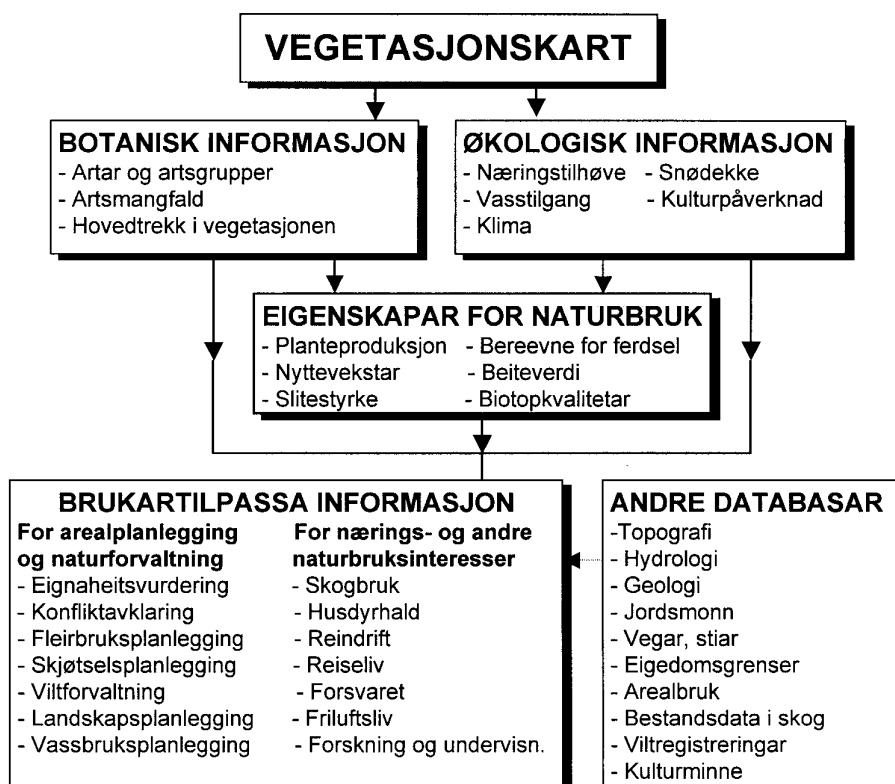 VEGETASJONSKART
BOTANISK INFORMASJON
- Artar og artsgrupper
- Artsmangfald
- Hovedtrekk i vegetasjonen
ØKOLOGISK INFORMASJON
- Næringstilhøve - Snødekke
- Vasstilgang - Kulturpåverknad
- Klima
EIGENSKAPAR FOR NATURBRUK
- Planteproduksjon - Bereevne for ferdsel
- Nyttevekstar - Beiteverdi
- Slitestyrke - Biotopkvalitetar
BRUKARTILPASSA INFORMASJON
For arealplanlegging
og naturforvaltning
- Eignaheitsvurdering
- Konfliktavklaring
- Fleirbruksplanlegging
- Skjøtselsplanlegging
- Viltforvaltning
- Landskapsplanlegging
- Vassbruksplanlegging
For nærings- og andre
naturbruksinteresser
- Skogbruk
- Husdyrhald
- Reindrift
- Reiseliv
- Forsvaret
- Friluftsliv
- Forskning og undervisn.
ANDRE DATABASAR
-Topografi
- Hydrologi
- Geologi
- Jordsmonn
- Vegar, stiar
- Eigedomsgrenser
- Arealbruk
- Bestandsdata i skog
- Viltregistreringar
- Kulturminne